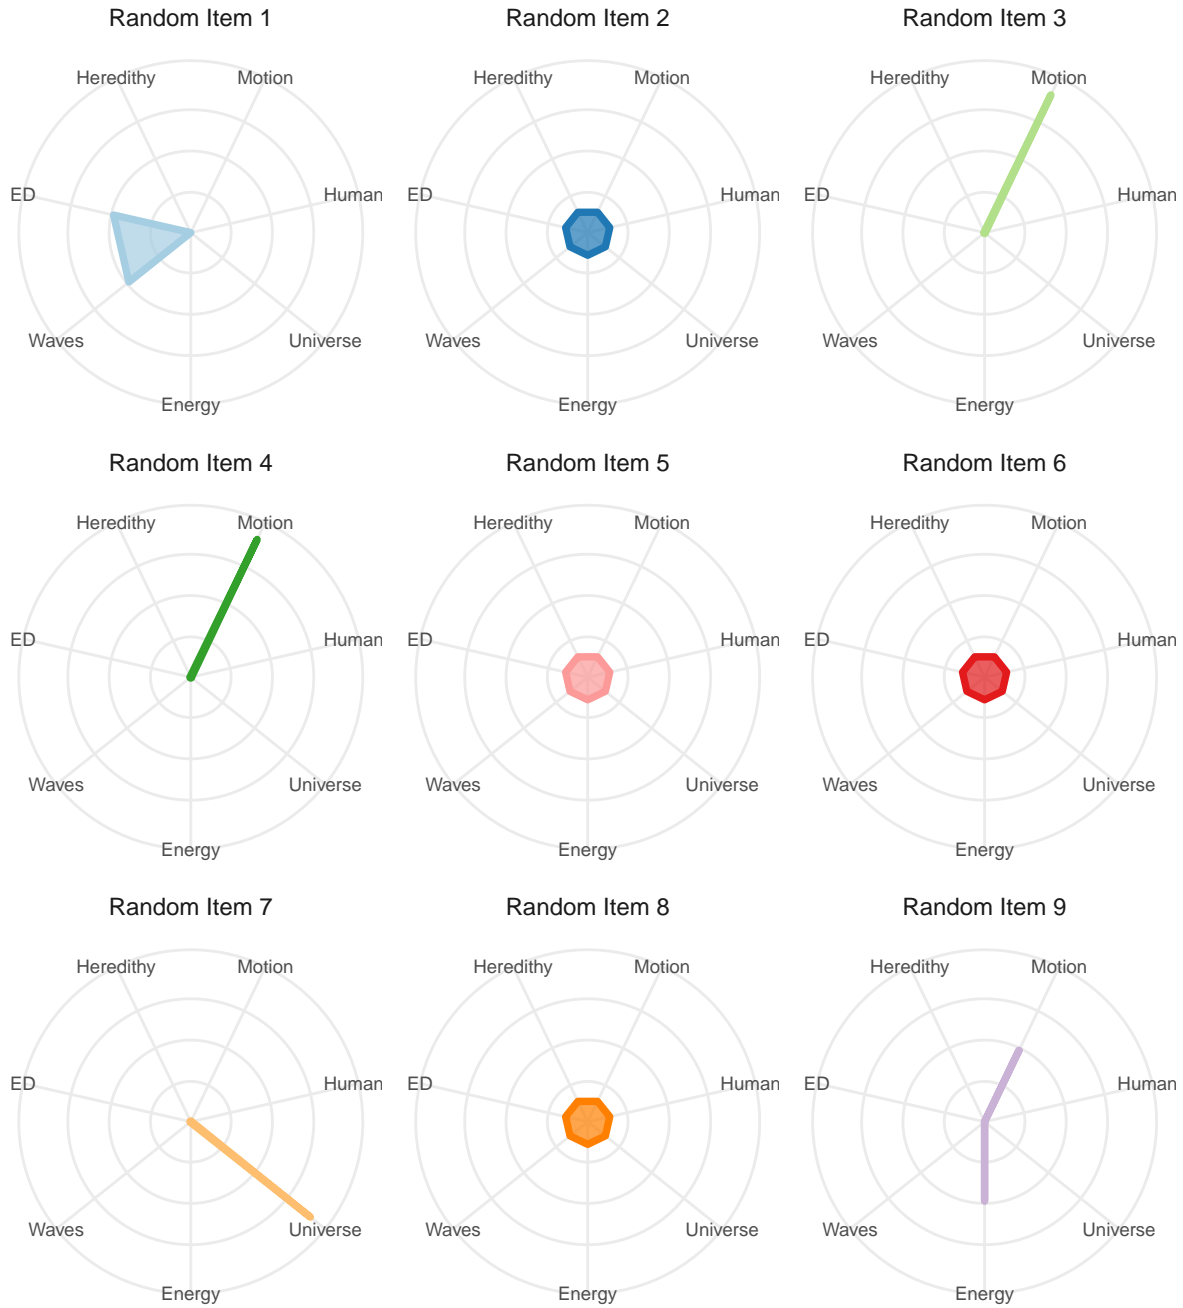 Random Item 1
Random Item 2
Random Item 3
Heredithy
Motion
Heredithy
Motion
Heredithy
Motion
ED
Human
ED
Human
ED
Human
Waves
Universe
Waves
Universe
Waves
Universe
Energy
Energy
Energy
Random Item 4
Random Item 5
Random Item 6
Heredithy
Motion
Heredithy
Motion
Heredithy
Motion
ED
Human
ED
Human
ED
Human
Waves
Universe
Waves
Universe
Waves
Universe
Energy
Energy
Energy
Random Item 7
Random Item 8
Random Item 9
Heredithy
Motion
Heredithy
Motion
Heredithy
Motion
ED
Human
ED
Human
ED
Human
Waves
Universe
Waves
Universe
Waves
Universe
Energy
Energy
Energy